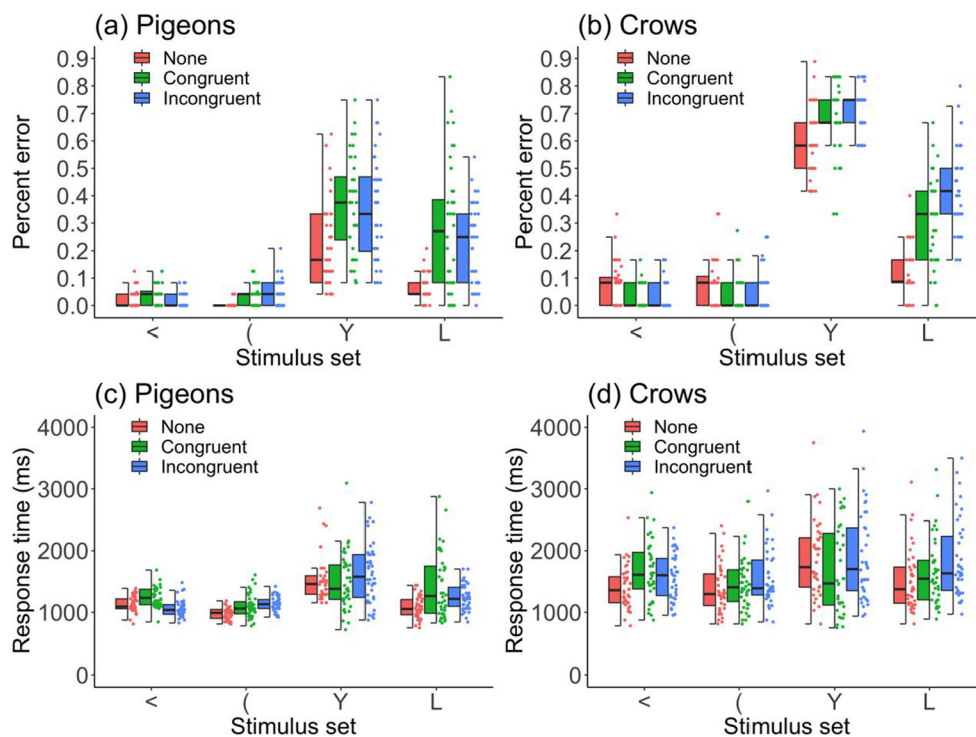 (a) Pigeons
Percent error
0.9
0.8
0.7
0.6
0.5
0.4
0.3
0.2
0.1
0.0
None
Congruent
Incongruent
< ( Y L
Stimulus set
(b) Crows
Percent error
0.9
0.8
0.7
0.6
0.5
0.4
0.3
0.2
0.1
0.0
None
Congruent
Incongruent
< ( Y L
Stimulus set
(c) Pigeons
Response time (ms)
4000
3000
2000
1000
0
None
Congruent
Incongruent
< ( Y L
Stimulus set
(d) Crows
Response time (ms)
4000
3000
2000
1000
0
None
Congruent
Incongruent
< ( Y L
Stimulus set